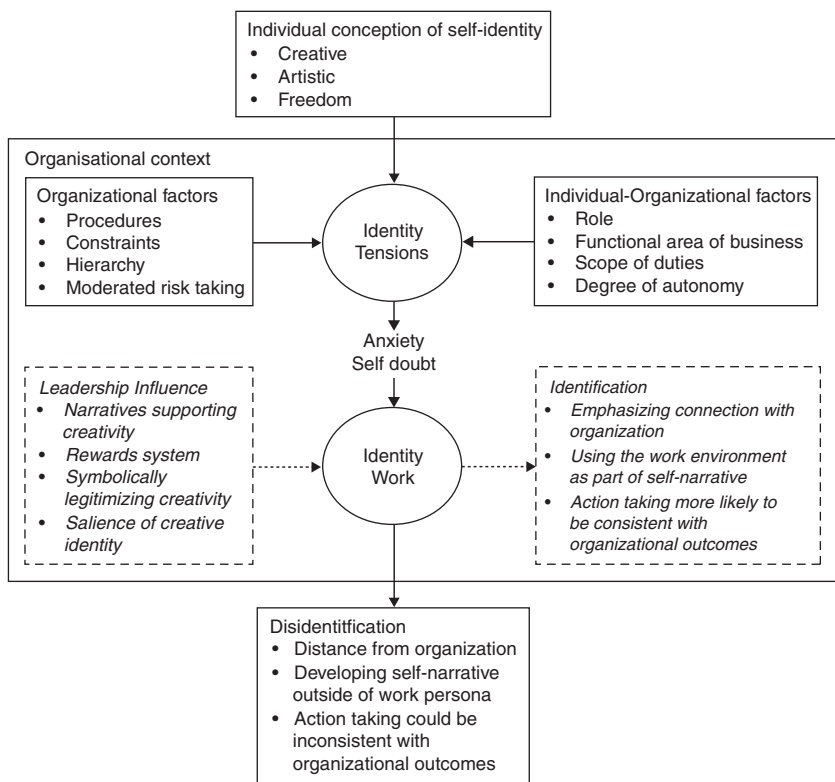 Individual conception of self-identity
• Creative
• Artistic
• Freedom
Organisational context
Organizational factors
• Procedures
• Constraints
• Hierarchy
• Moderated risk taking
Identity
Tensions
Individual-Organizational factors
• Role
• Functional area of business
• Scope of duties
• Degree of autonomy
Anxiety
Self doubt
Leadership Influence
• Narratives supporting
creativity
• Rewards system
• Symbolically
legitimizing creativity
• Salience of creative
identity
Identity
Work
Identification
• Emphasizing connection with
organization
• Using the work environment
as part of self-narrative
• Action taking more likely to
be consistent with
organizational outcomes
Disidentitfication
• Distance from organization
• Developing self-narrative
outside of work persona
• Action taking could be
inconsistent with
organizational outcomes